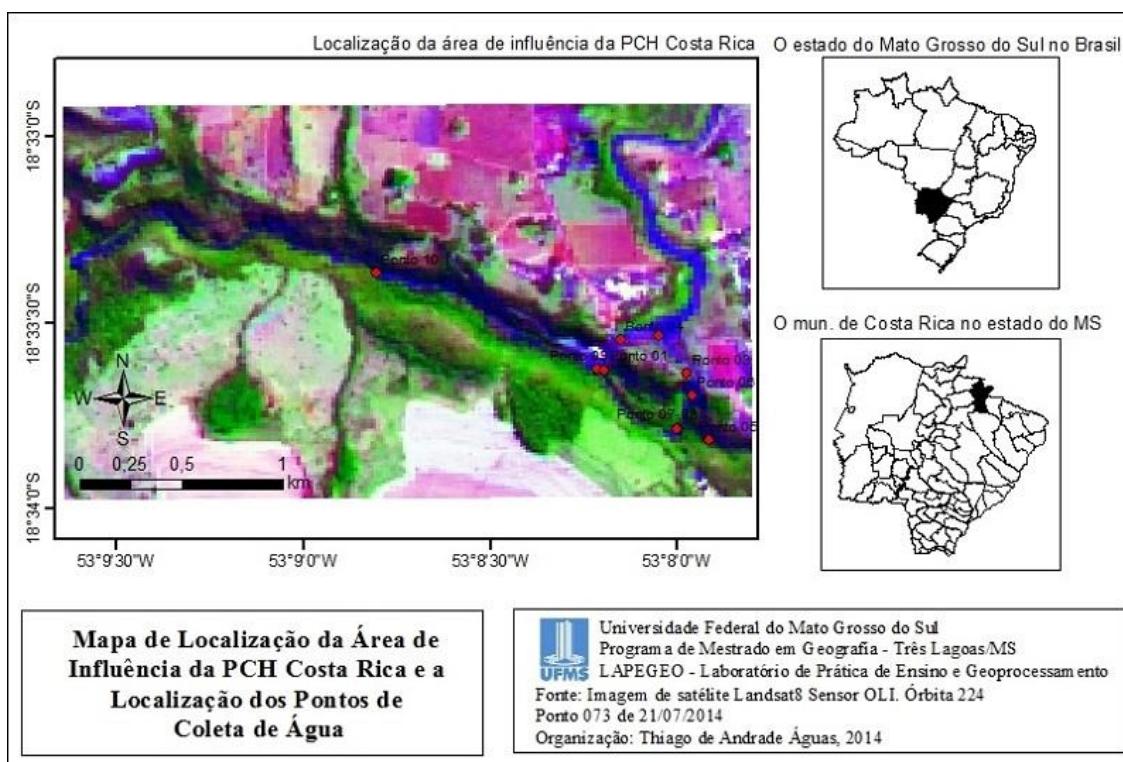 Localização da área de influência da PCH Costa Rica
O estado do Mato Grosso do Sul no Brasil
18°33'0"S
18°33'30"S
18°34'0"S
Ponto 10
Ponto 01
Ponto 05
N
W E
S
0 0,25 0,5 1
km
53°9'30"W 53°9'0"W 53°8'30"W 53°8'0"W
O mun. de Costa Rica no estado do MS
Mapa de Localização da Área de
Influência da PCH Costa Rica e a
Localização dos Pontos de
Coleta de Água
UFMS
Universidade Federal do Mato Grosso do Sul
Programa de Mestrado em Geografia - Três Lagoas/MS
LAPEGEO - Laboratório de Prática de Ensino e Geoprocessamento
Fonte: Imagem de satélite Landsat8 Sensor OLI. Órbita 224
Ponto 073 de 21/07/2014
Organização: Thiago de Andrade Águas, 2014